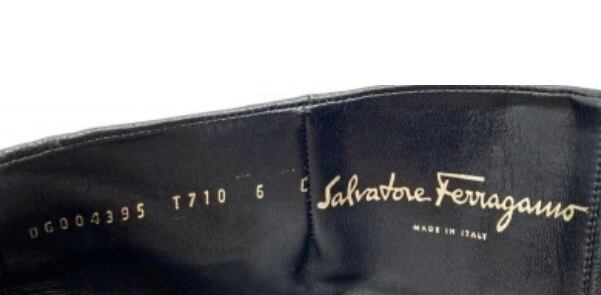 DG004395 T710 6 C
Salvatore Ferragamo
MADE IN ITALY